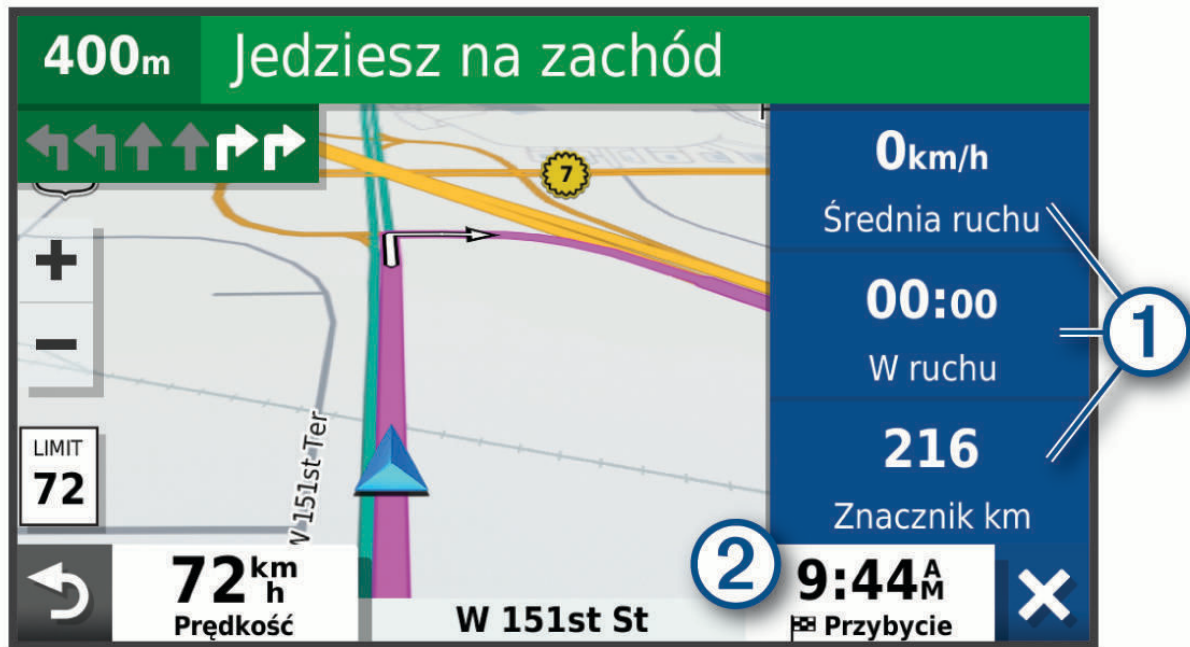 400m
Jedziesz na zachód
7
0km/h
Średnia ruchu
00:00
W ruchu
1
216
Znacznik km
LIMIT
72
W 151st Ter
72 km h
Prędkość
W 151st St
2
9:44 AM
Przybycie